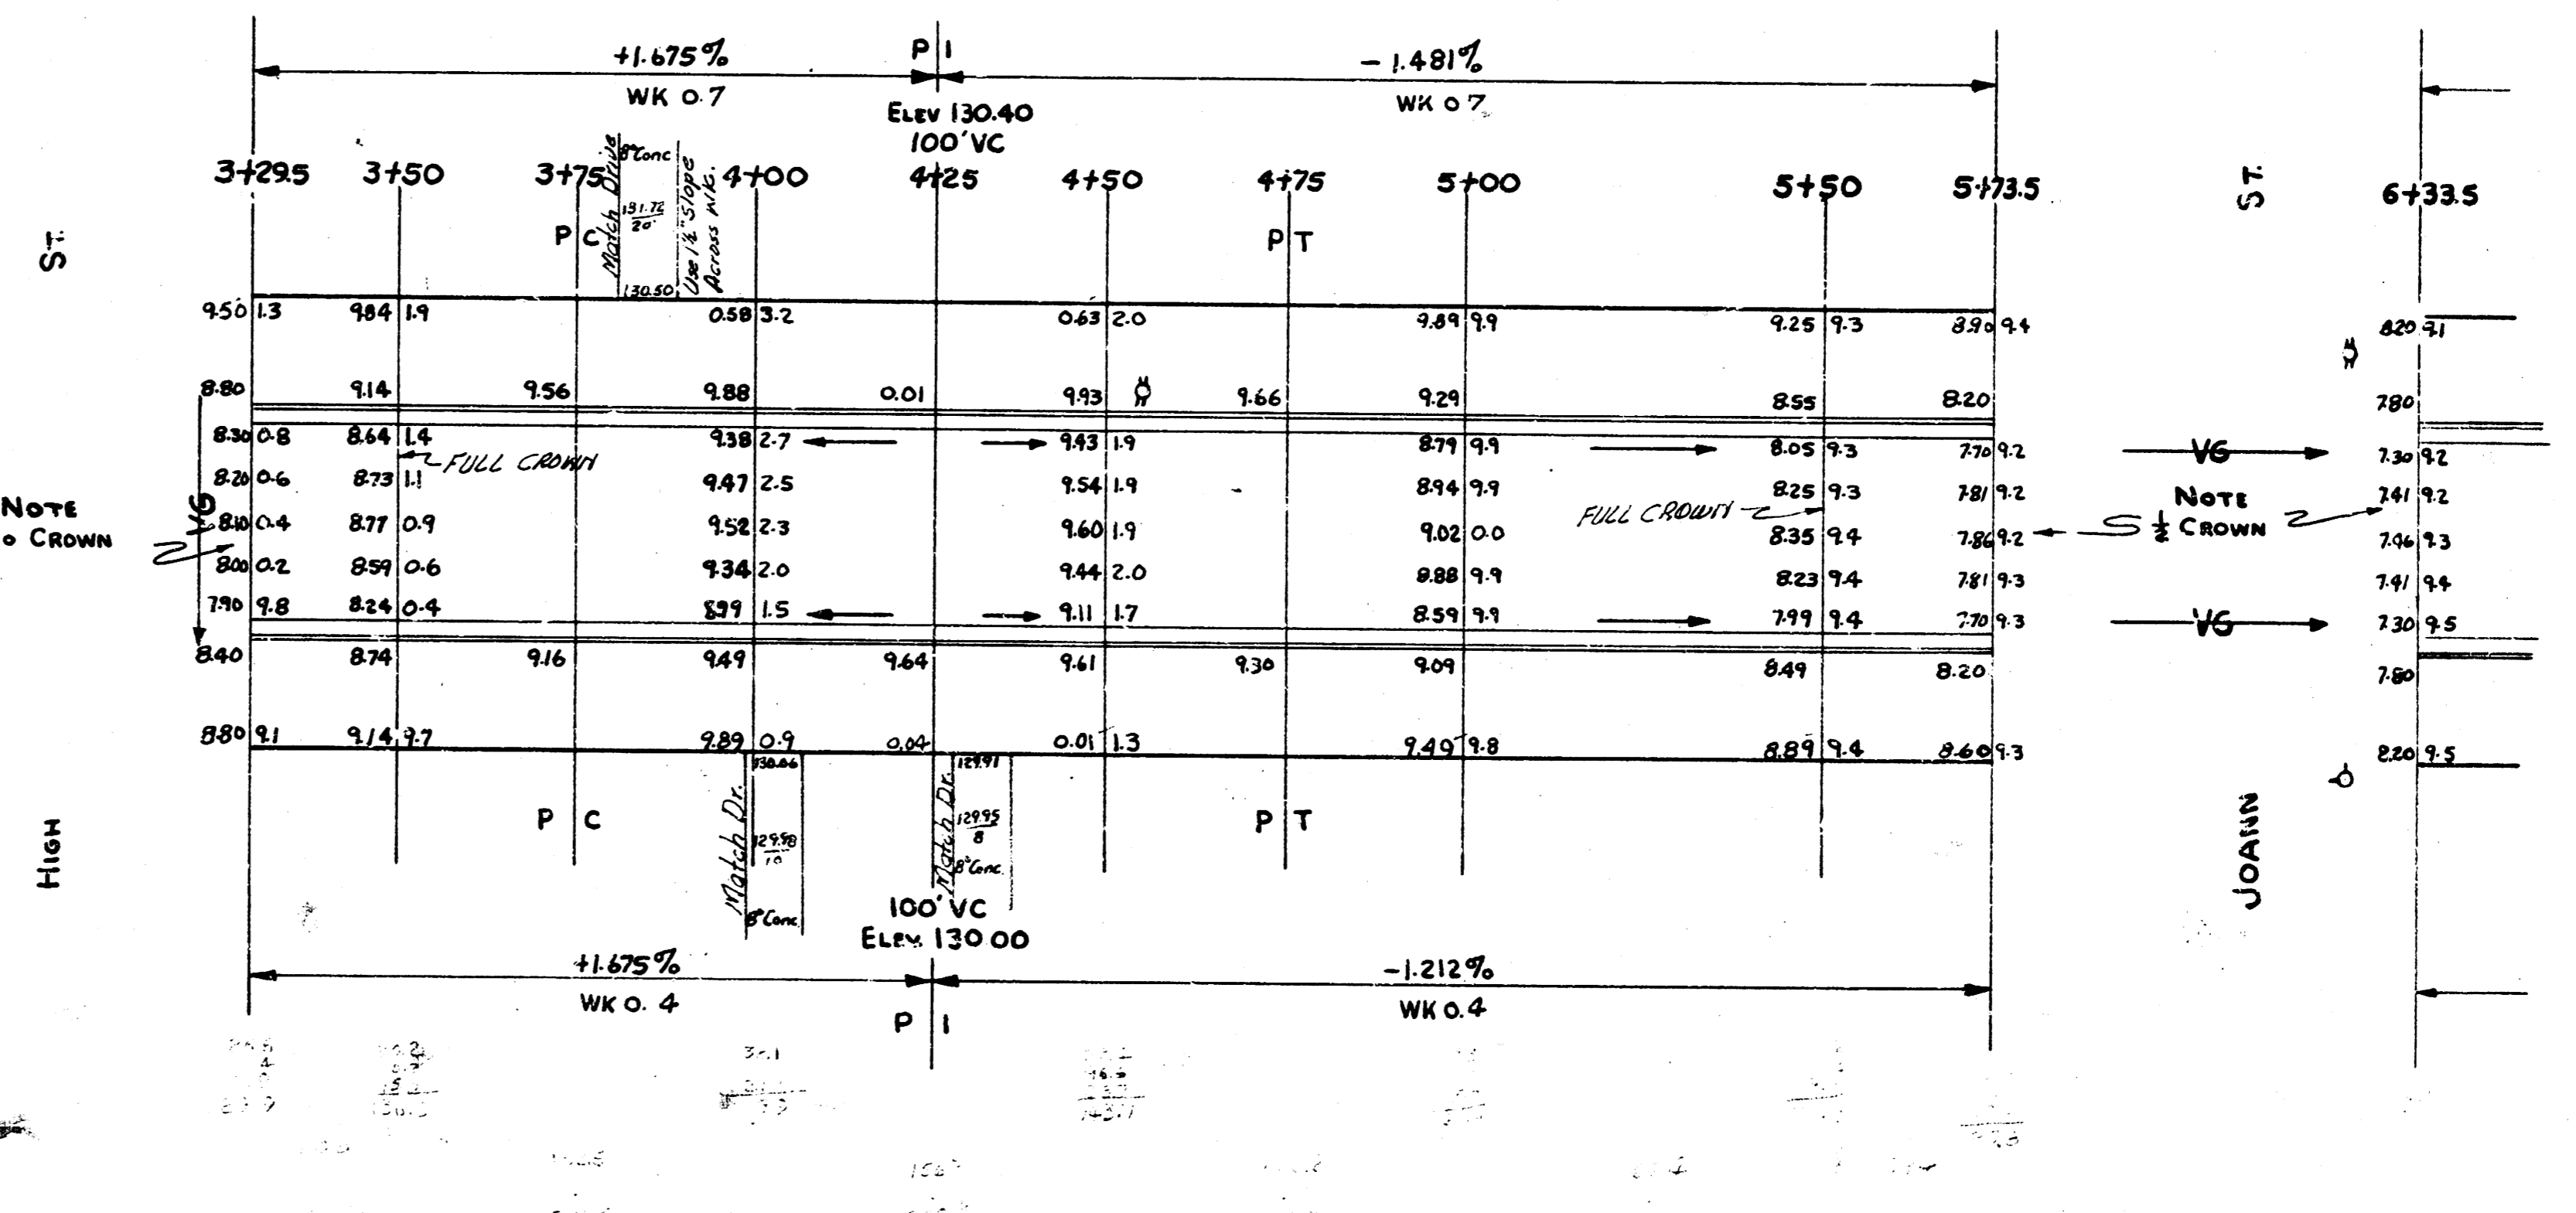 +1.675% P I - 1.481%
WK 0.7 WK 0 7
ELEV 130.40
100' VC
3+29.5 3+50 3+75 4+00 4+25 4+50 4+75 5+00 5+50 5+73.5 6+33.5
Match Drive
8" Conc
131.72
20'
130.50
Use 1½" Slope
Across Wk.
P C P T
ST.
ST.
9.50 1.3 9.84 1.9 0.58 3.2 0.63 2.0 9.89 9.9 9.25 9.3 8.90 9.4 8.20 9.1
8.80 9.14 9.56 9.88 0.01 9.93 9.66 9.29 8.55 8.20 7.80
8.30 0.8 8.64 1.4 9.38 2.7 9.43 1.9 8.79 9.9 8.05 9.3 7.70 9.2 VG 7.30 9.2
FULL CROWN
8.20 0.6 8.73 1.1 9.47 2.5 9.54 1.9 8.94 9.9 8.25 9.3 7.81 9.2 7.41 9.2
NOTE
o CROWN
VG
FULL CROWN
NOTE
½ CROWN
8.10 0.4 8.77 0.9 9.52 2.3 9.60 1.9 9.02 0.0 8.35 9.4 7.86 9.2 7.46 9.3
8.00 0.2 8.59 0.6 9.34 2.0 9.44 2.0 8.88 9.9 8.23 9.4 7.81 9.3 7.41 9.4
7.90 9.8 8.24 0.4 8.99 1.5 9.11 1.7 8.59 9.9 7.99 9.4 7.70 9.3 VG 7.30 9.5
8.40 8.74 9.16 9.49 9.64 9.61 9.30 9.09 8.49 8.20 7.80
8.80 9.1 9.14 9.7 9.89 0.9 0.04 0.01 1.3 9.49 9.8 8.89 9.4 8.60 9.3 8.20 9.5
HIGH
P C
Match Dr.
130.06
129.98
10
8" Conc
Match Dr.
129.91
129.95
8
8" Conc.
P T
JOANN
100' VC
ELEV. 130.00
+1.675% -1.212%
WK 0.4 WK 0.4
P I